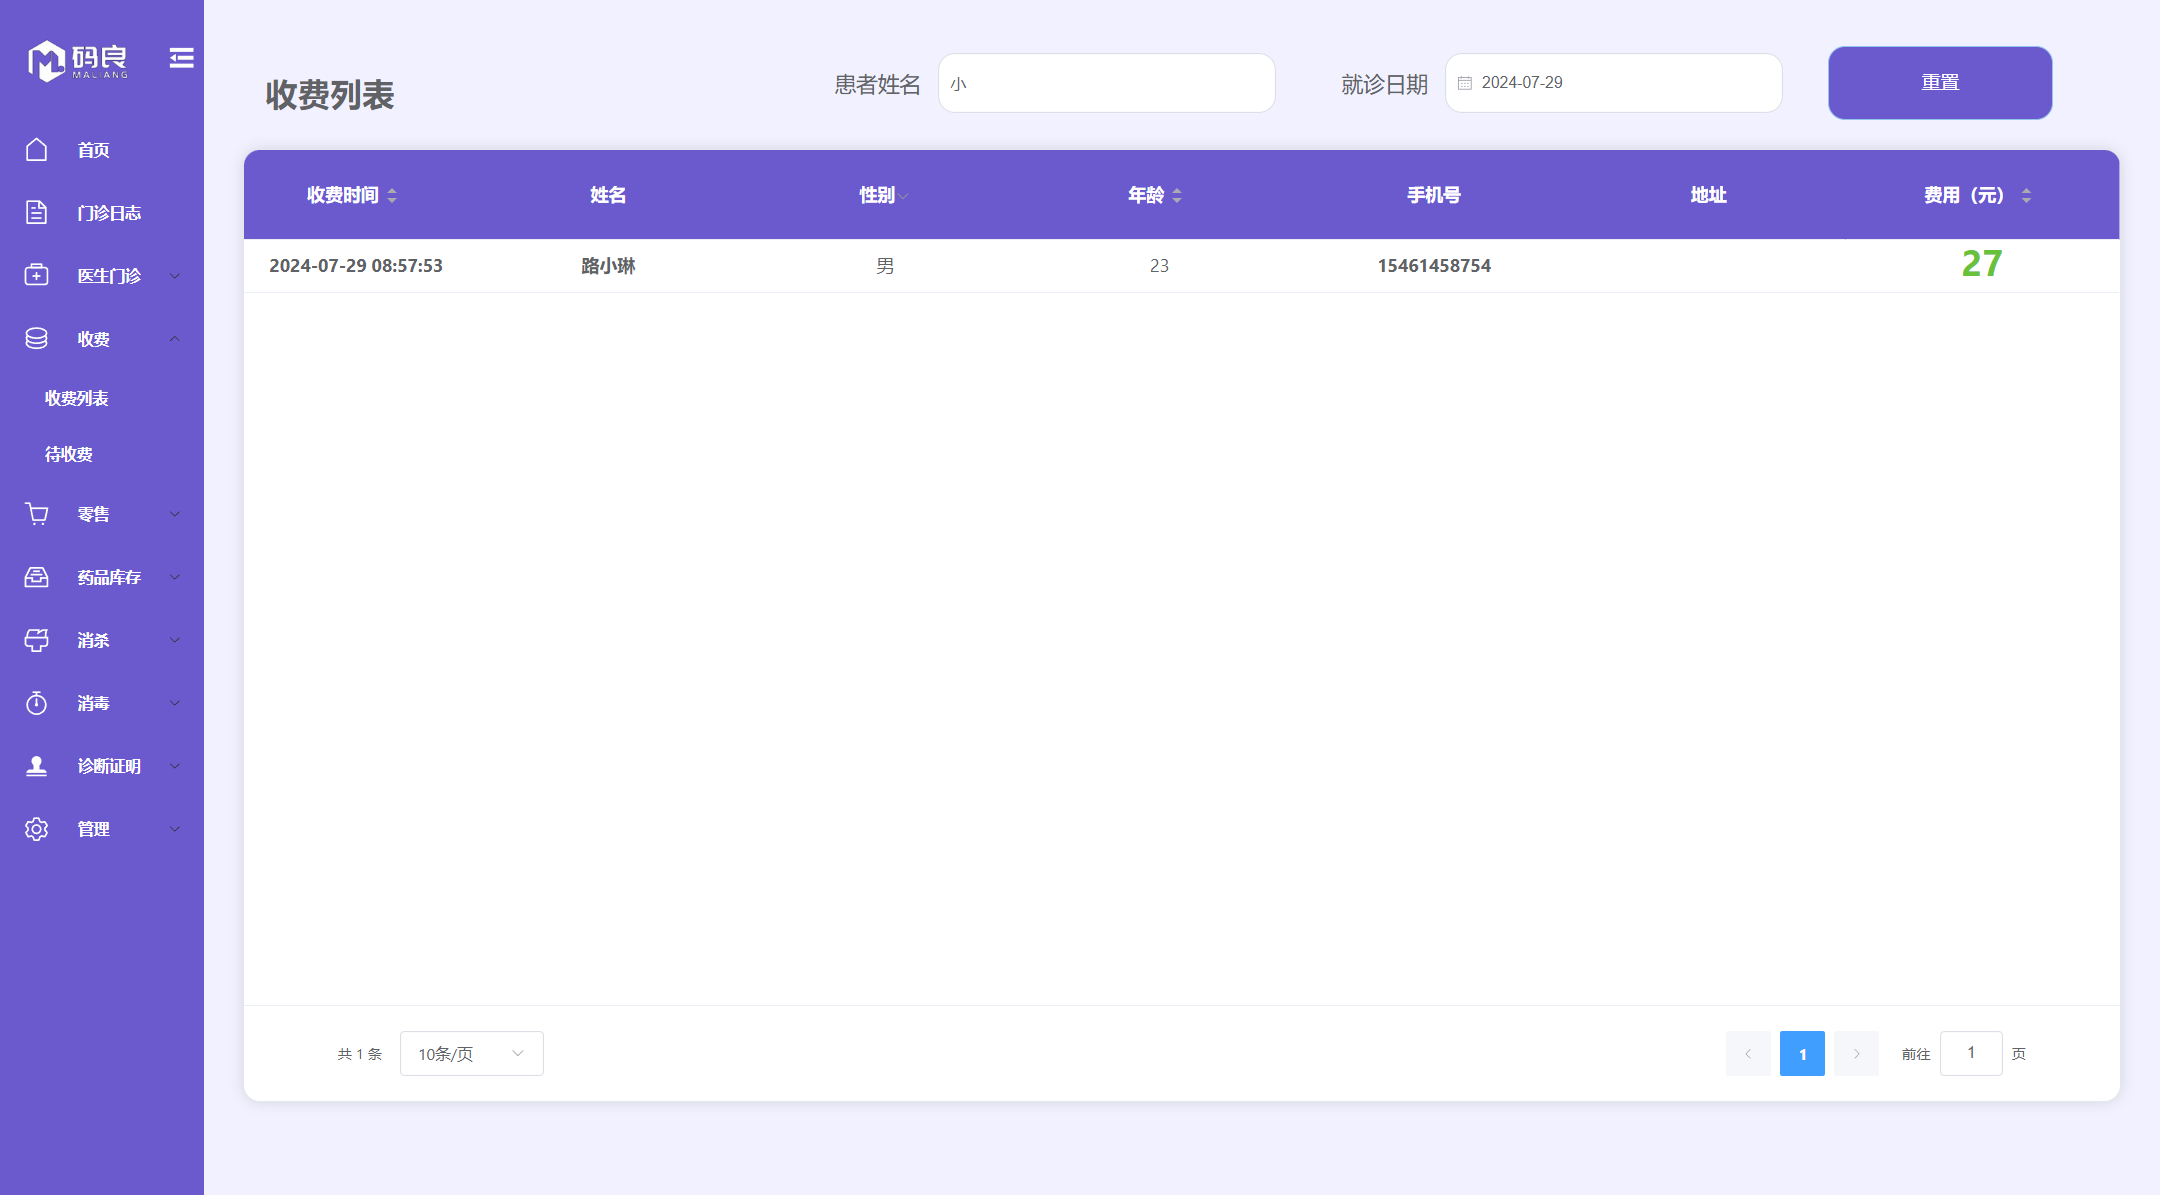 码良
MALIANG
首页
门诊日志
医生门诊
收费
收费列表
待收费
零售
药品库存
消杀
消毒
诊断证明
管理
收费列表
患者姓名 小
就诊日期 2024-07-29
重置
收费时间 姓名 性别 年龄 手机号 地址 费用（元）
2024-07-29 08:57:53 路小琳 男 23 15461458754 27
共 1 条 10条/页 1 前往 1 页